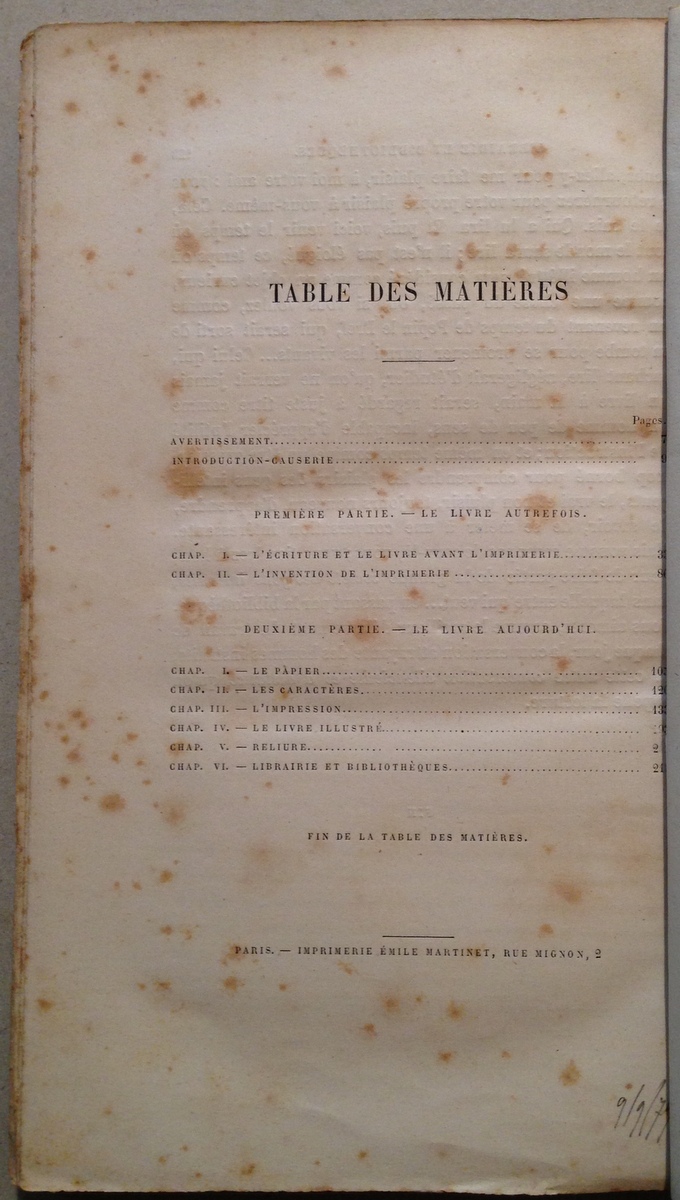 TABLE DES MATIÈRES
Pages.
AVERTISSEMENT
INTRODUCTION-CAUSERIE
PREMIÈRE PARTIE. — LE LIVRE AUTREFOIS.
CHAP. I. — L'ÉCRITURE ET LE LIVRE AVANT L'IMPRIMERIE
CHAP. II. — L'INVENTION DE L'IMPRIMERIE
DEUXIÈME PARTIE. — LE LIVRE AUJOURD'HUI.
CHAP. I. — LE PAPIER
CHAP. II. — LES CARACTÈRES
CHAP. III. — L'IMPRESSION
CHAP. IV. — LE LIVRE ILLUSTRÉ
CHAP. V. — RELIURE
CHAP. VI. — LIBRAIRIE ET BIBLIOTHÈQUES
FIN DE LA TABLE DES MATIÈRES.
PARIS. — IMPRIMERIE ÉMILE MARTINET, RUE MIGNON, 2